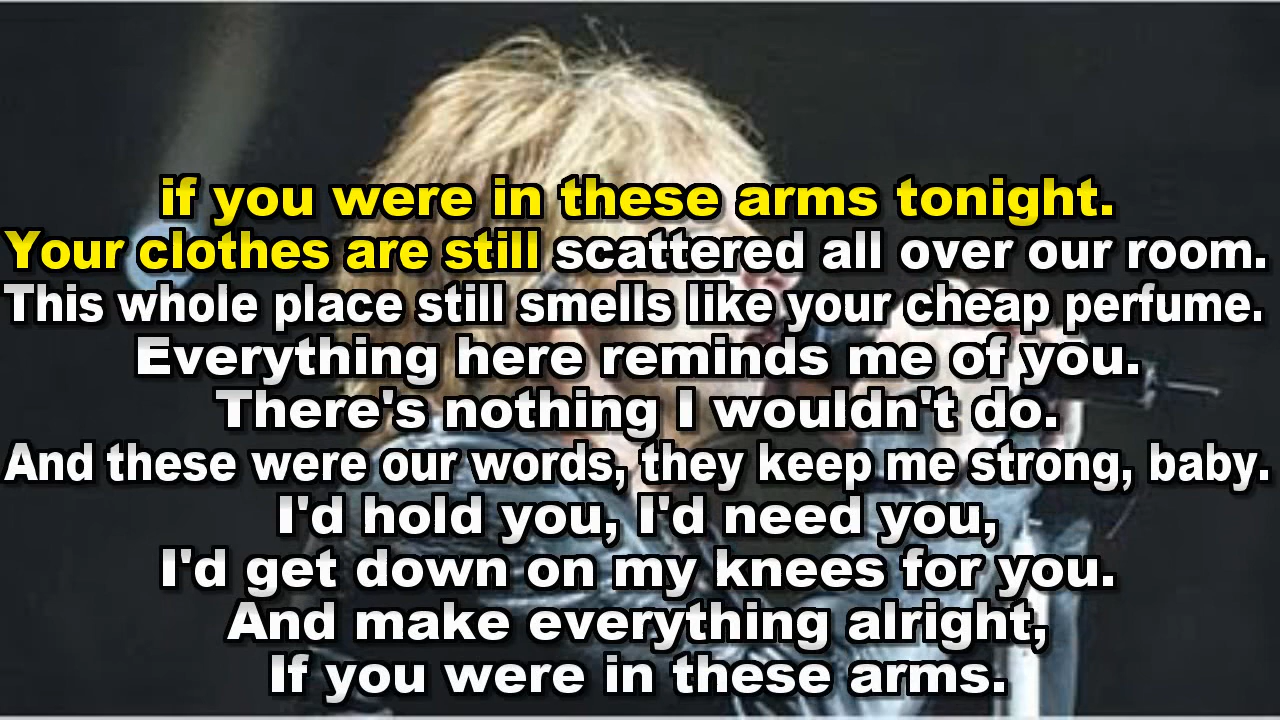 if you were in these arms tonight.
Your clothes are still scattered all over our room.
This whole place still smells like your cheap perfume.
Everything here reminds me of you.
There's nothing I wouldn't do.
And these were our words, they keep me strong, baby.
I'd hold you, I'd need you,
I'd get down on my knees for you.
And make everything alright,
If you were in these arms.